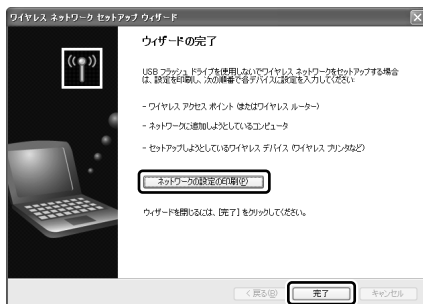 ワイヤレス ネットワーク セットアップ ウィザード
ウィザードの完了
USB フラッシュ ドライブを使用しないでワイヤレス ネットワークをセットアップする場合
は、設定を印刷し、次の順番で各デバイスに設定を入力してください:
- ワイヤレス アクセス ポイント (またはワイヤレス ルーター)
- ネットワークに追加しようとしているコンピュータ
- セットアップしようとしているワイヤレス デバイス (ワイヤレス プリンタなど)
ネットワークの設定の印刷(P)
ウィザードを閉じるには、[完了] をクリックしてください。
< 戻る(B)
完了
キャンセル